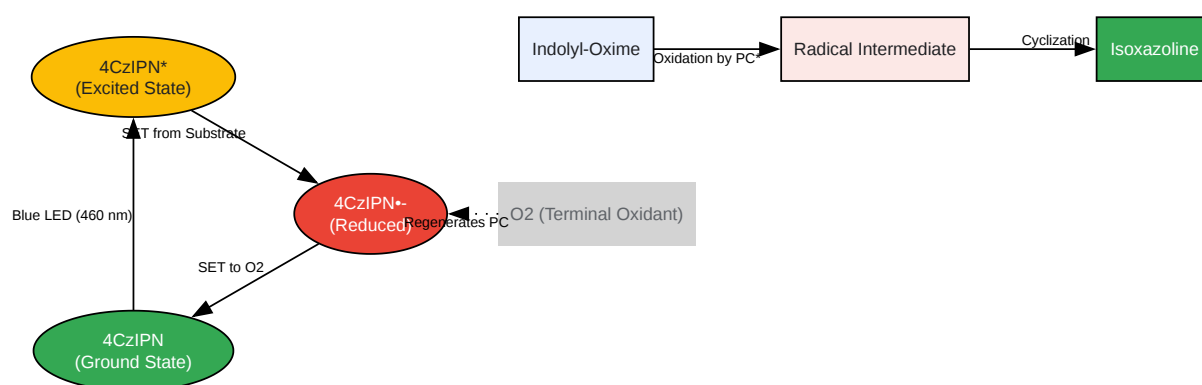 Indolyl-Oxime
Oxidation by PC*
Radical Intermediate
Cyclization
Isoxazoline
4CzIPN*
(Excited State)
SET from Substrate
Blue LED (460 nm)
4CzIPN•-
(Reduced)
Regenerates PC
O2 (Terminal Oxidant)
SET to O2
4CzIPN
(Ground State)